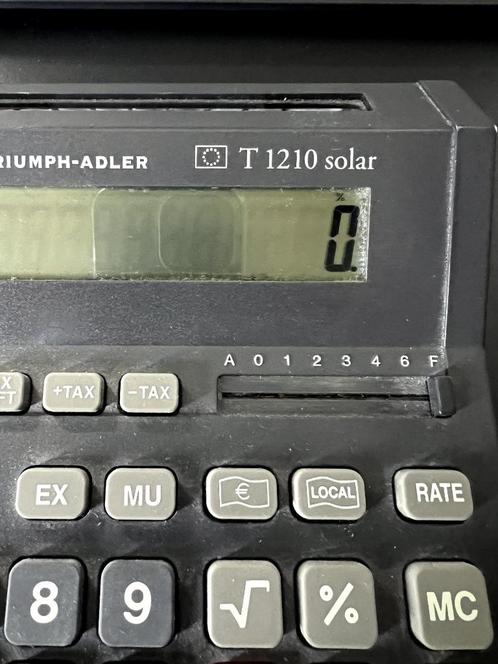 RIUMPH-ADLER T 1210 solar
%
0.
A 0 1 2 3 4 6 F
X
FT +TAX −TAX
EX MU € LOCAL RATE
8 9 √ % MC